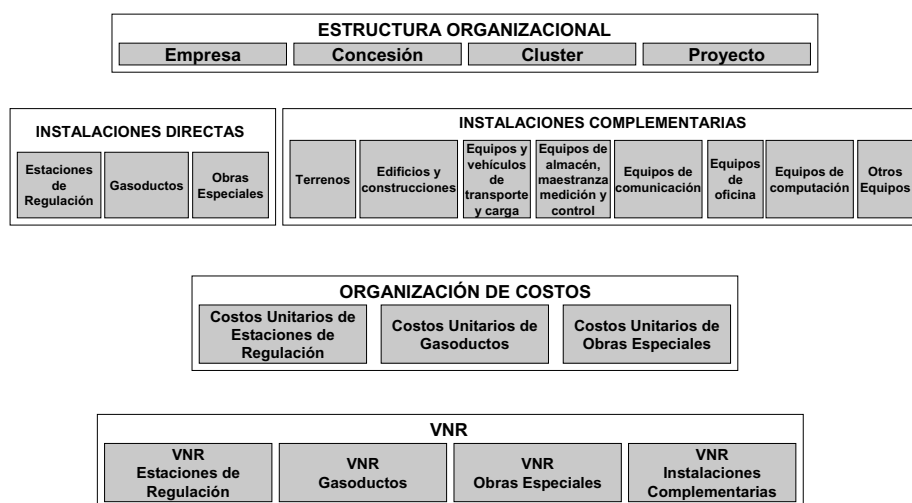 ESTRUCTURA ORGANIZACIONAL
Empresa
Concesión
Cluster
Proyecto
INSTALACIONES DIRECTAS
Estaciones
de
Regulación
Gasoductos
Obras
Especiales
INSTALACIONES COMPLEMENTARIAS
Terrenos
Edificios y
construcciones
Equipos y
vehículos
de
transporte
y carga
Equipos de
almacén,
maestranza
medición y
control
Equipos de
comunicación
Equipos
de
oficina
Equipos de
computación
Otros
Equipos
ORGANIZACIÓN DE COSTOS
Costos Unitarios de
Estaciones de
Regulación
Costos Unitarios de
Gasoductos
Costos Unitarios de
Obras Especiales
VNR
VNR
Estaciones de
Regulación
VNR
Gasoductos
VNR
Obras Especiales
VNR
Instalaciones
Complementarias